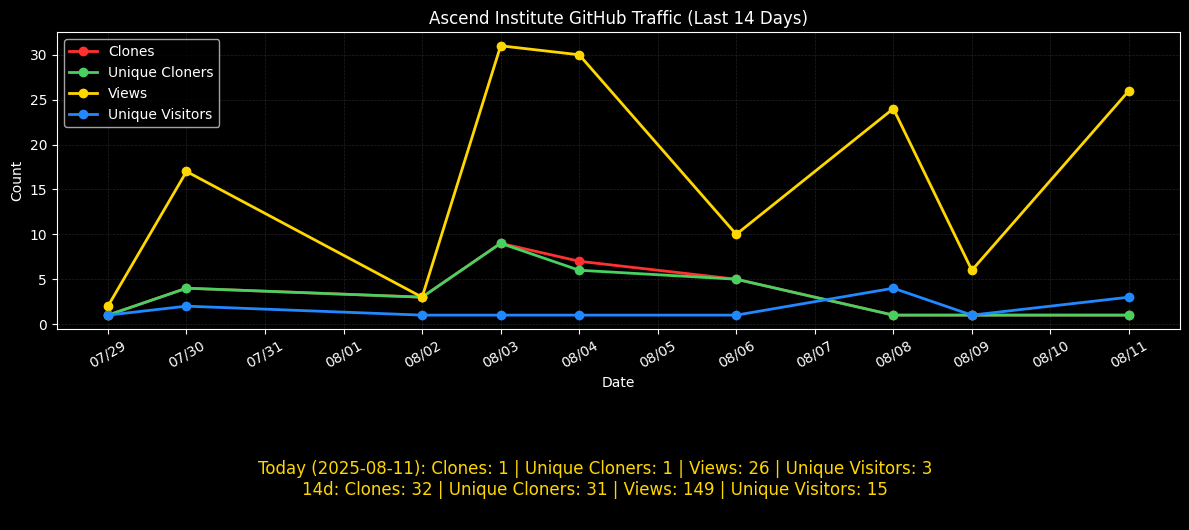 Ascend Institute GitHub Traffic (Last 14 Days)
Clones
Unique Cloners
Views
Unique Visitors
Count
30
25
20
15
10
5
0
07/29
07/30
07/31
08/01
08/02
08/03
08/04
08/05
08/06
08/07
08/08
08/09
08/10
08/11
Date
Today (2025-08-11): Clones: 1 | Unique Cloners: 1 | Views: 26 | Unique Visitors: 3
14d: Clones: 32 | Unique Cloners: 31 | Views: 149 | Unique Visitors: 15